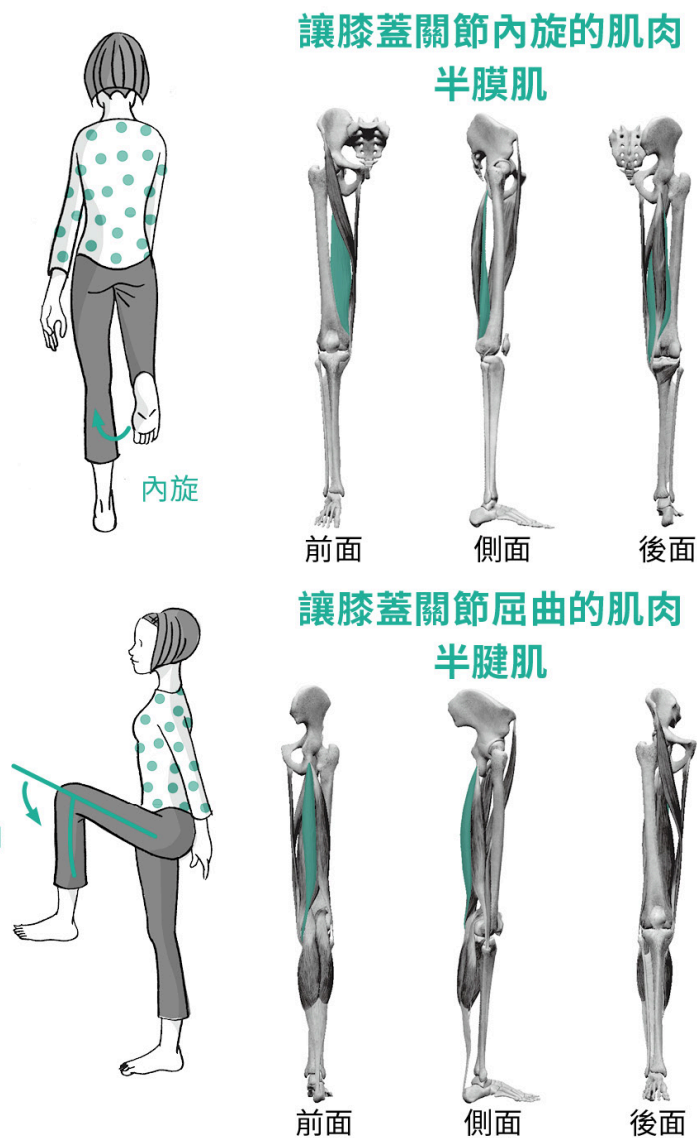 讓膝蓋關節內旋的肌肉
半膜肌
內旋
前面
側面
後面
讓膝蓋關節屈曲的肌肉
半腱肌
前面
側面
後面